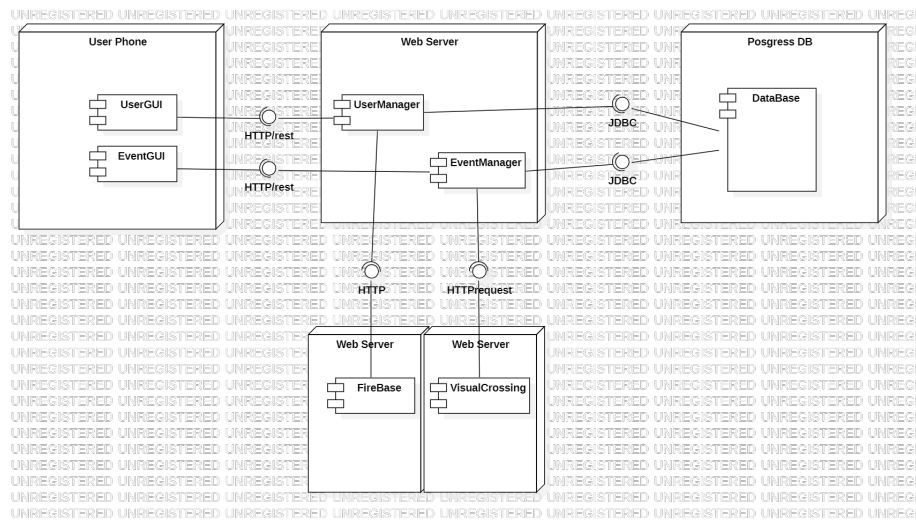 User Phone
Web Server
Posgress DB
UserGUI
UserManager
DataBase
HTTP/rest
JDBC
EventGUI
EventManager
HTTP/rest
JDBC
HTTP
HTTPrequest
Web Server
Web Server
FireBase
VisualCrossing
UNREGISTERED